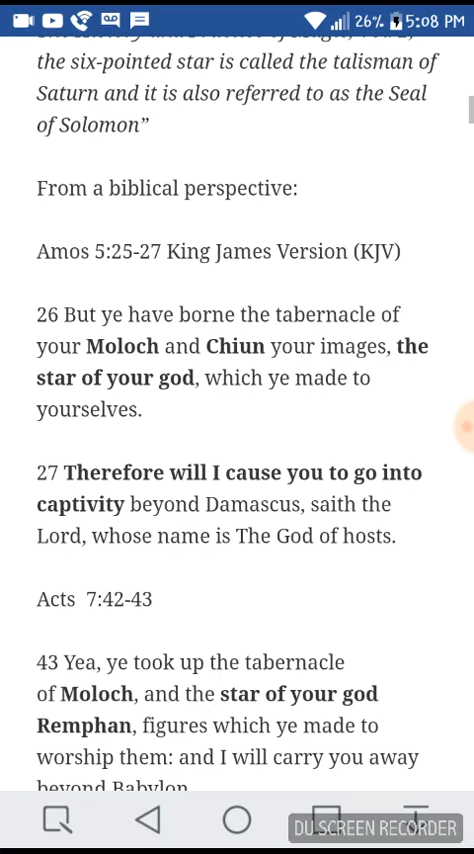 26% 5:08 PM
the six-pointed star is called the talisman of
Saturn and it is also referred to as the Seal
of Solomon”
From a biblical perspective:
Amos 5:25-27 King James Version (KJV)
26 But ye have borne the tabernacle of
your Moloch and Chiun your images, the
star of your god, which ye made to
yourselves.
27 Therefore will I cause you to go into
captivity beyond Damascus, saith the
Lord, whose name is The God of hosts.
Acts  7:42-43
43 Yea, ye took up the tabernacle
of Moloch, and the star of your god
Remphan, figures which ye made to
worship them: and I will carry you away
beyond Babylon
DU SCREEN RECORDER